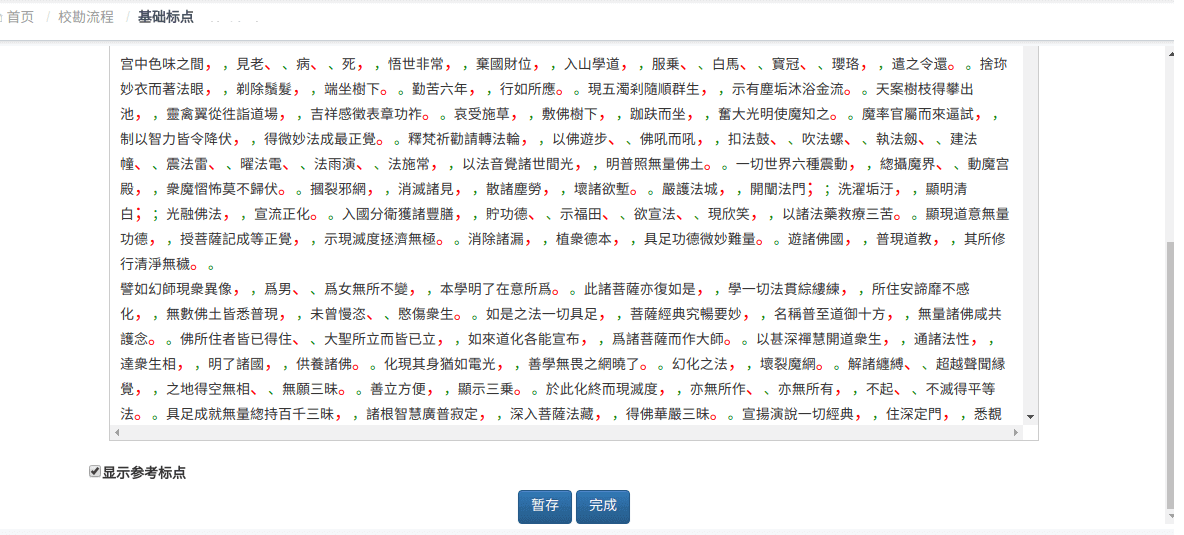 首页 / 校勘流程 / 基础标点
宫中色味之間，，見老、、病、、死，，悟世非常，，棄國財位，，入山學道，，服乗、、白馬、、寳冠、、瓔珞，，遣之令還。。捨珎
妙衣而著法眼，，剃除鬚髮，，端坐樹下。。勤苦六年，，行如所應。。現五濁刹隨順群生，，示有塵垢沐浴金流。。天案樹枝得攀出
池，，靈禽翼從徃詣道場，，吉祥感徴表章功祚。。哀受施草，，敷佛樹下，，跏趺而坐，，奮大光明使魔知之。。魔率官屬而來逼試，，
制以智力皆令降伏，，得微妙法成最正覺。。釋梵祈勸請轉法輪，，以佛遊步、、佛吼而吼，，扣法鼓、、吹法螺、、執法劔、、建法
幢、、震法雷、、曜法電、、法雨演、、法施常，，以法音覺諸世間光，，明普照無量佛土。。一切世界六種震動，，緫攝魔界、、動魔宫
殿，，衆魔慴怖莫不歸伏。。摑裂邪網，，消滅諸見，，散諸塵勞，，壞諸欲塹。。嚴護法城，，開闡法門；；洗濯垢汙，，顯明清
白；；光融佛法，，宣流正化。。入國分衛獲諸豐膳，，貯功德、、示福田、、欲宣法、、現欣笑，，以諸法藥救療三苦。。顯現道意無量
功德，，授菩薩記成等正覺，，示現滅度拯濟無極。。消除諸漏，，植衆德本，，具足功德微妙難量。。遊諸佛國，，普現道教，，其所修
行清淨無穢。。
譬如幻師現衆異像，，爲男、、爲女無所不變，，本學明了在意所爲。。此諸菩薩亦復如是，，學一切法貫綜縷練，，所住安諦靡不感
化，，無數佛土皆悉普現，，未曾慢恣、、愍傷衆生。。如是之法一切具足，，菩薩經典究暢要妙，，名稱普至道御十方，，無量諸佛咸共
護念。。佛所住者皆已得住、、大聖所立而皆已立，，如來道化各能宣布，，爲諸菩薩而作大師。。以甚深禪慧開道衆生，，通諸法性，，
達衆生相，，明了諸國，，供養諸佛。。化現其身猶如電光，，善學無畏之網曉了。。幻化之法，，壞裂魔網。。解諸纏縛、、超越聲聞緣
覺，，之地得空無相、、無願三昧。。善立方便，，顯示三乗。。於此化終而現滅度，，亦無所作、、亦無所有，，不起、、不滅得平等
法。。具足成就無量緫持百千三昧，，諸根智慧廣普寂定，，深入菩薩法藏，，得佛華嚴三昧。。宣揚演說一切經典，，住深定門，，悉覩
显示参考标点
暂存 完成